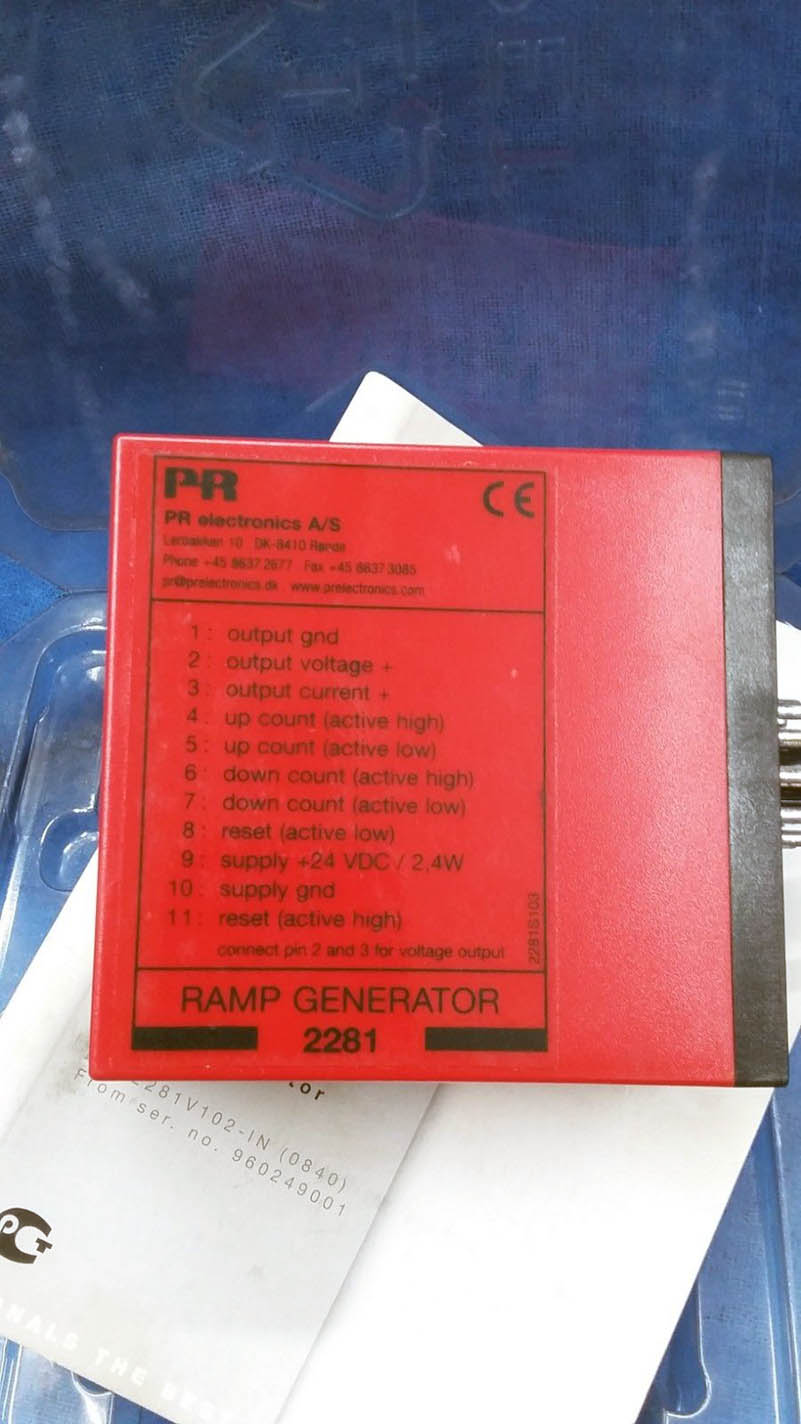 PR
CE
PR electronics A/S
Lerbakken 10 DK-8410 Rønde
Phone +45 8637 2677 Fax +45 8637 3085
pr@prelectronics.dk www.prelectronics.com
1: output gnd
2: output voltage +
3: output current +
4: up count (active high)
5: up count (active low)
6: down count (active high)
7: down count (active low)
8: reset (active low)
9: supply +24 VDC / 2,4W
10: supply gnd
11: reset (active high)
connect pin 2 and 3 for voltage output
2281S103
RAMP GENERATOR
2281
2281V102-IN (0840)
From ser. no. 960249001
THE